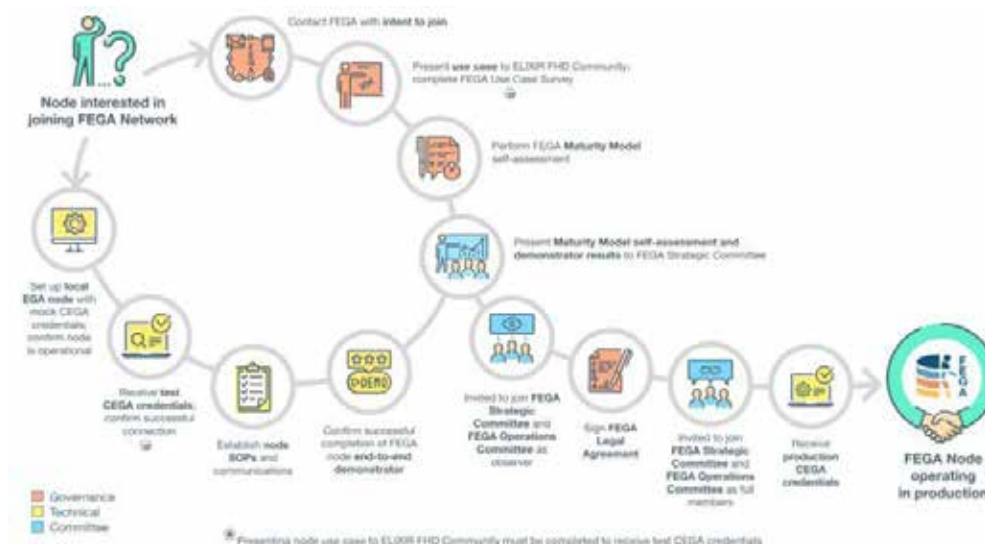 Contact FEGA with intent to join
Node interested in
joining FEGA Network
Present use case to ELIXIR FHD Community;
complete FEGA Use Case Survey
Perform FEGA Maturity Model
self-assessment
Present Maturity Model self-assessment and
demonstrator results to FEGA Strategic Committee
Set up local
EGA node with
mock CEGA
credentials;
confirm node
is operational
Receive test
CEGA credentials;
confirm successful
connection
Establish node
SOPs and
communications
DEMO
Confirm successful
completion of FEGA
node end-to-end
demonstrator
Invited to join FEGA
Strategic
Committee and
FEGA Operations
Committee as
observer
Sign FEGA
Legal
Agreement
Invited to join
FEGA Strategic
Committee and
FEGA Operations
Committee as full
members
Receive
production
CEGA
credentials
FEGA
FEGA Node
operating
in production
Governance
Technical
Committee
Presenting node use case to ELIXIR FHD Community must be completed to receive test CEGA credentials